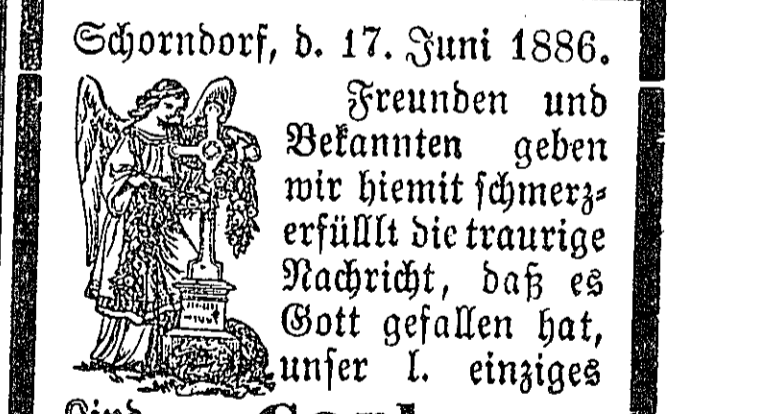 Schorndorf, d. 17. Juni 1886.
Freunden und
Bekannten geben
wir hiemit schmerz-
erfülllt die traurige
Nachricht, daß es
Gott gefallen hat,
unser l. einziges